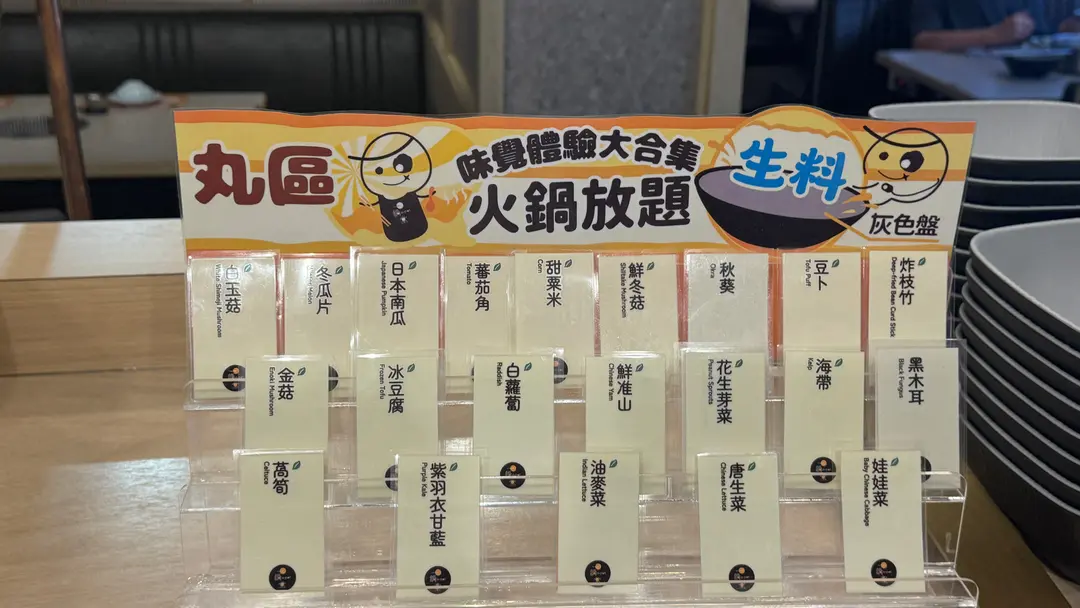 丸區
味覺體驗大合集
火鍋放題
生料
灰色盤
白玉菇
White Shimeji Mushroom
冬瓜片
Winter Melon
日本南瓜
Japanese Pumpkin
蕃茄角
Tomato
甜粟米
Corn
鮮冬菇
Shiitake Mushroom
秋葵
Okra
豆卜
Tofu Puff
炸枝竹
Deep-fried Bean Curd Stick
金菇
Enoki Mushroom
冰豆腐
Frozen Tofu
白蘿蔔
Raddish
鮮准山
Chinese Yam
花生芽菜
Peanut Sprouts
海帶
Kelp
黑木耳
Black Fungus
萵筍
Celtuce
紫羽衣甘藍
Purple Kale
油麥菜
Indian Lettuce
唐生菜
Chinese Lettuce
娃娃菜
Baby Chinese Cabbage